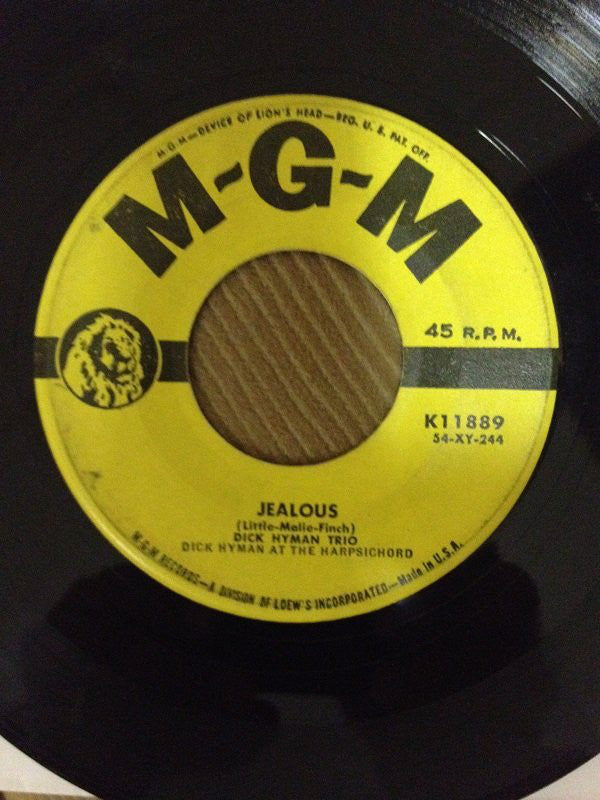 M-G-M—DEVICE OF LION'S HEAD—REG. U. S. PAT. OFF.
M-G-M
45 R.P.M.
K11889
54-XY-244
JEALOUS
(Little-Malie-Finch)
DICK HYMAN TRIO
DICK HYMAN AT THE HARPSICHORD
M-G-M RECORDS—A DIVISION OF LOEW'S INCORPORATED—Made in U.S.A.